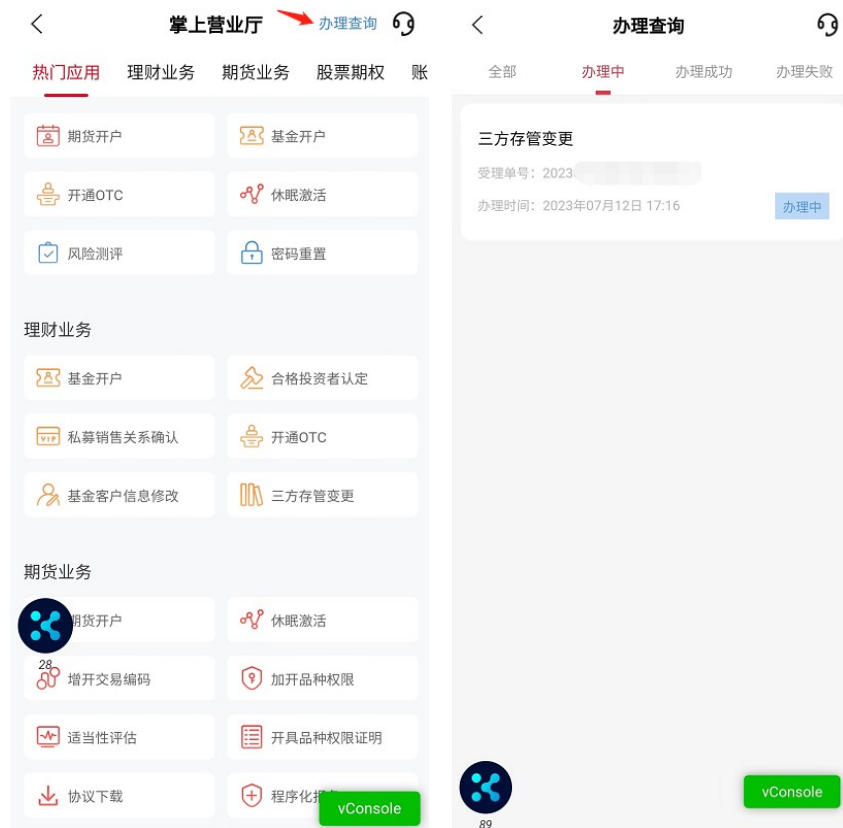 掌上营业厅
办理查询
热门应用 理财业务 期货业务 股票期权 账
期货开户
基金开户
开通OTC
休眠激活
风险测评
密码重置
理财业务
基金开户
合格投资者认定
VIP 私募销售关系确认
开通OTC
基金客户信息修改
三方存管变更
期货业务
期货开户
休眠激活
28
增开交易编码
加开品种权限
适当性评估
开具品种权限证明
协议下载
程序化
vConsole
办理查询
全部 办理中 办理成功 办理失败
三方存管变更
受理单号：2023
办理时间：2023年07月12日 17:16
办理中
vConsole
89